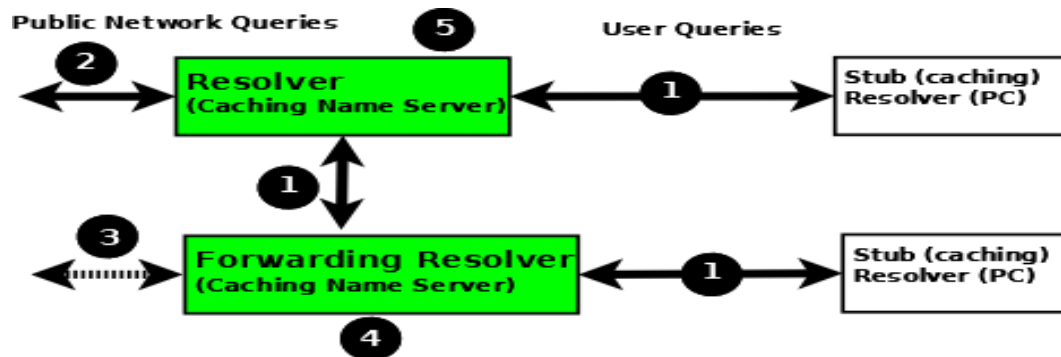 Public Network Queries
5
User Queries
2
Resolver
(Caching Name Server)
1
Stub (caching)
Resolver (PC)
1
3
Forwarding Resolver
(Caching Name Server)
1
Stub (caching)
Resolver (PC)
4